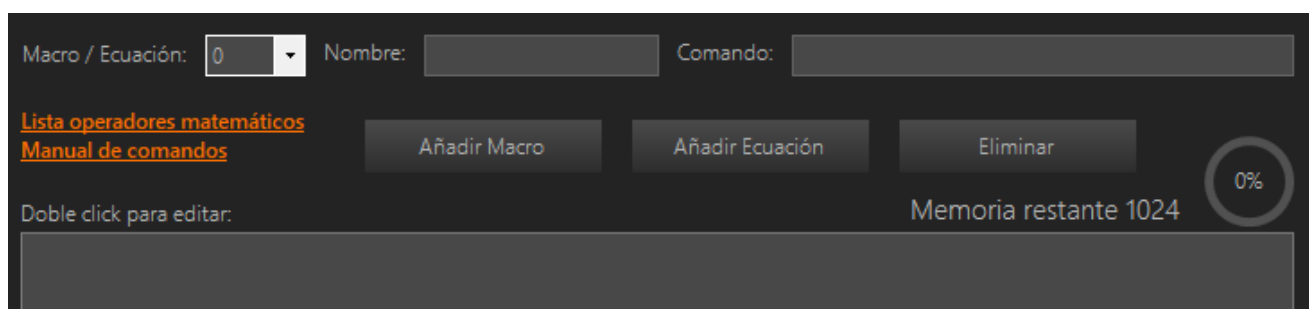 Macro / Ecuación: 0 Nombre: Comando:
Lista operadores matemáticos
Manual de comandos
Añadir Macro Añadir Ecuación Eliminar
0%
Doble click para editar: Memoria restante 1024